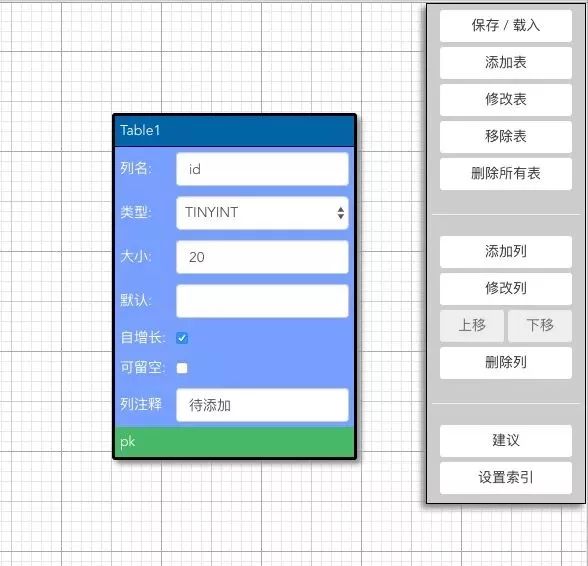 Table1
列名: id
类型: TINYINT
大小: 20
默认:
自增长:
可留空:
列注释 待添加
pk
保存 / 载入
添加表
修改表
移除表
删除所有表
添加列
修改列
上移 下移
删除列
建议
设置索引